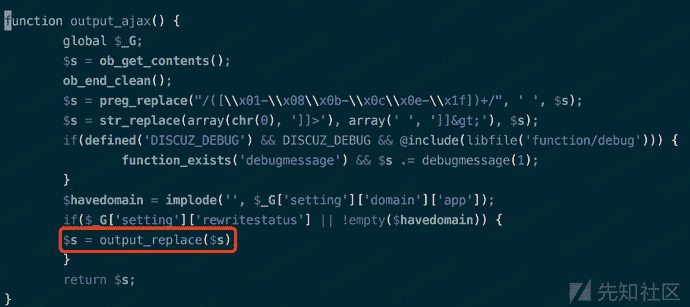 function output_ajax() {
global $_G;
$s = ob_get_contents();
ob_end_clean();
$s = preg_replace("/([\\x01-\\x08\\x0b-\\x0c\\x0e-\\x1f])+/", ' ', $s);
$s = str_replace(array(chr(0), ']]>'), array(' ', ']]&gt;'), $s);
if(defined('DISCUZ_DEBUG') && DISCUZ_DEBUG && @include(libfile('function/debug'))) {
function_exists('debugmessage') && $s .= debugmessage(1);
}
$havedomain = implode('', $_G['setting']['domain']['app']);
if($_G['setting']['rewritestatus'] || !empty($havedomain)) {
$s = output_replace($s)
}
return $s;
}
先知社区